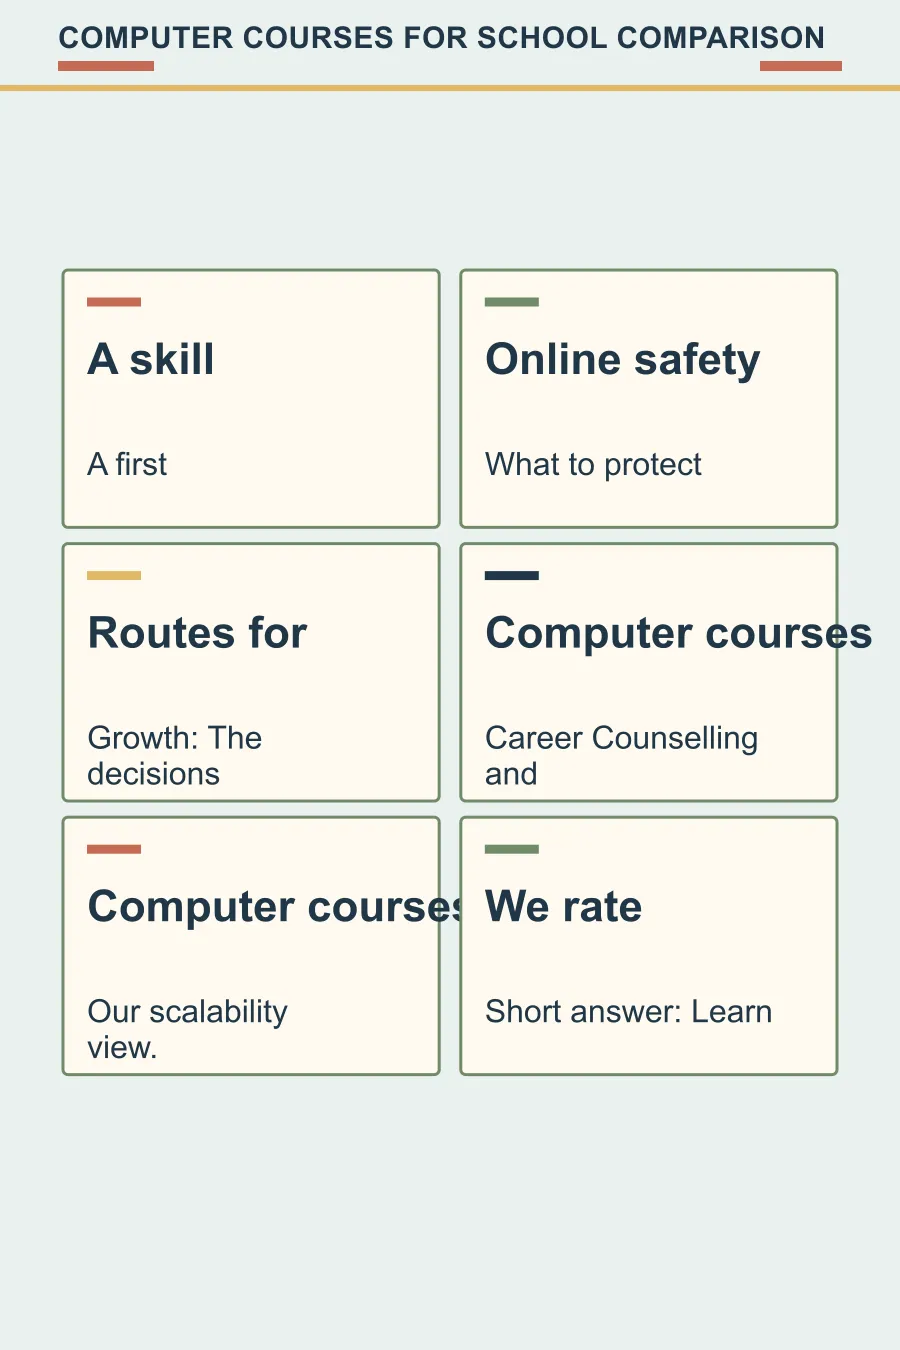 COMPUTER COURSES FOR SCHOOL COMPARISON
A skill
A first
Online safety
What to protect
Routes for
Growth: The
decisions
Computer courses
Career Counselling
and
Computer courses
Our scalability
view.
We rate
Short answer: Learn